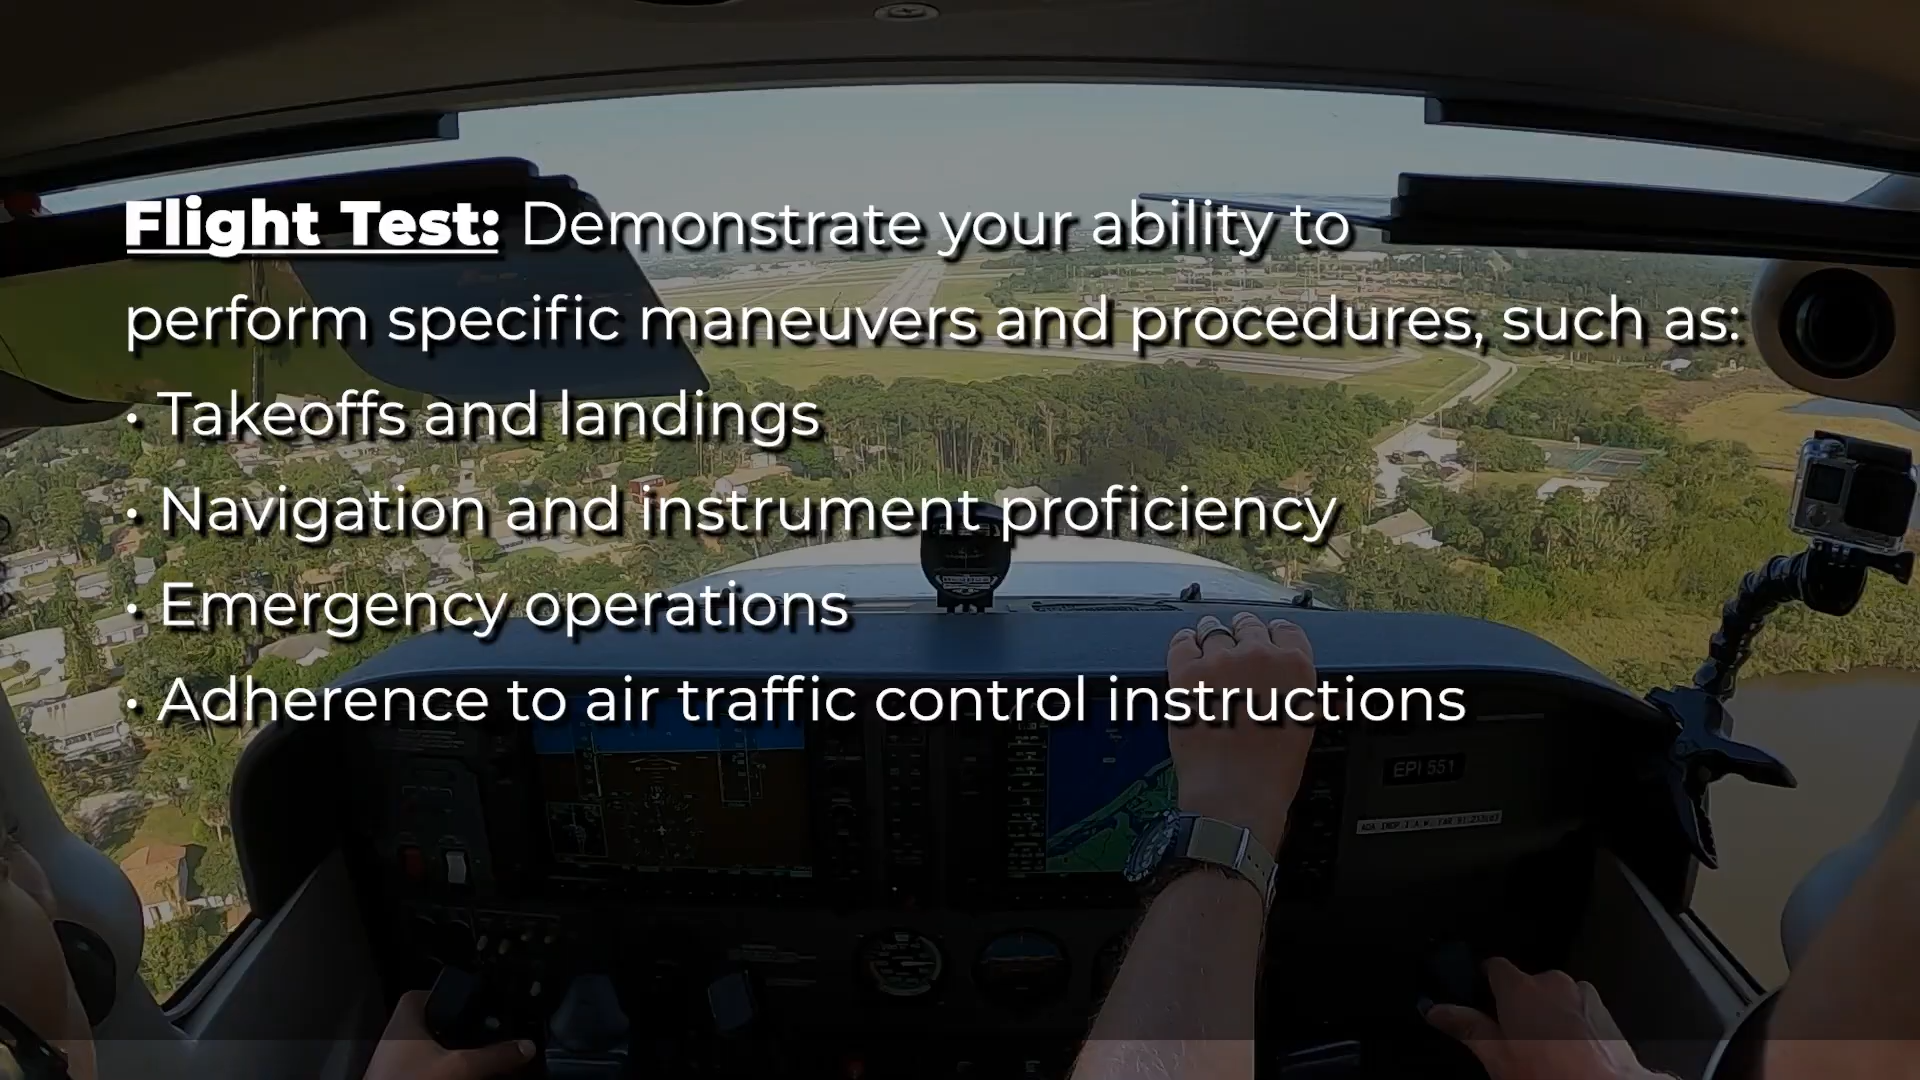 Flight Test: Demonstrate your ability to
perform specific maneuvers and procedures, such as:
• Takeoffs and landings
• Navigation and instrument proficiency
• Emergency operations
• Adherence to air traffic control instructions
EPI 551